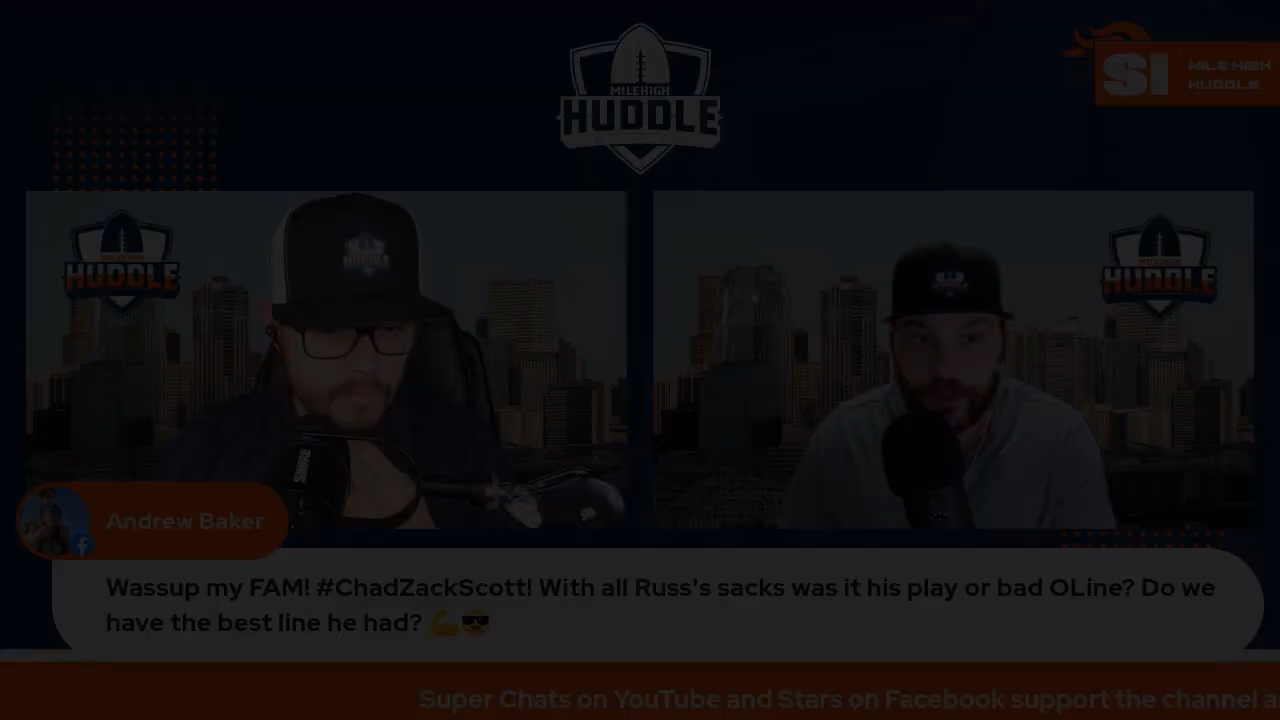 MILEHIGH
HUDDLE
SI MILE HIGH
HUDDLE
HUDDLE
HUDDLE
SHURE
Andrew Baker
Wassup my FAM! #ChadZackScott! With all Russ's sacks was it his play or bad OLine? Do we
have the best line he had? 💪😎
Super Chats on YouTube and Stars on Facebook support the channel a